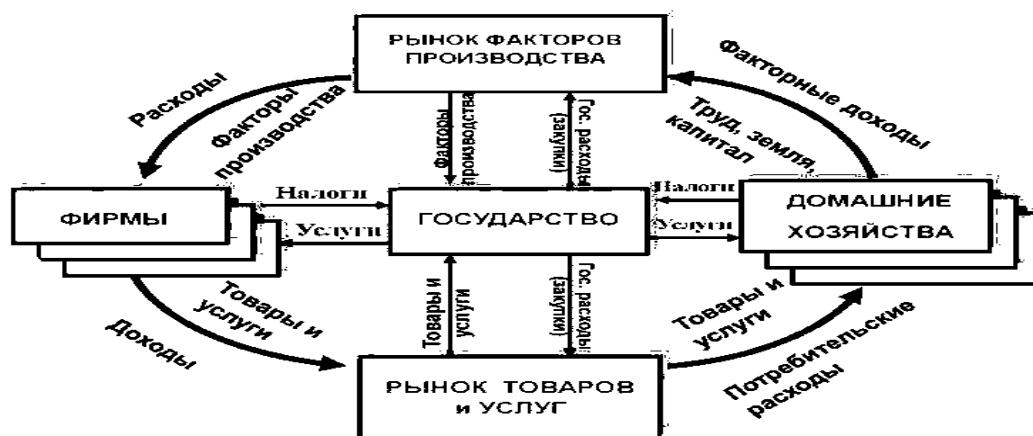 РЫНОК ФАКТОРОВ
ПРОИЗВОДСТВА
Расходы
Факторы
производства
Факторы
производства
Гос. расходы
(закупки)
Труд, земля,
капитал
Факторные доходы
ФИРМЫ
Налоги
Услуги
ГОСУДАРСТВО
Налоги
Услуги
ДОМАШНИЕ
ХОЗЯЙСТВА
Доходы
Товары и
услуги
Товары и
услуги
Гос. расходы
(закупки)
Товары и
услуги
Потребительские
расходы
РЫНОК ТОВАРОВ
и УСЛУГ